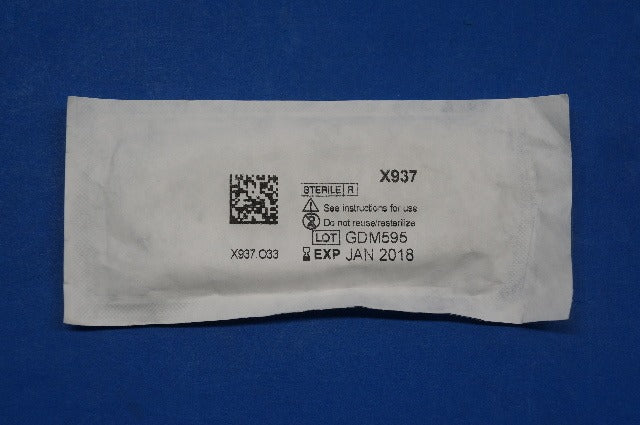 X937
STERILE R
See instructions for use
Do not reuse/resterilize
LOT GDM595
EXP JAN 2018
X937.O33